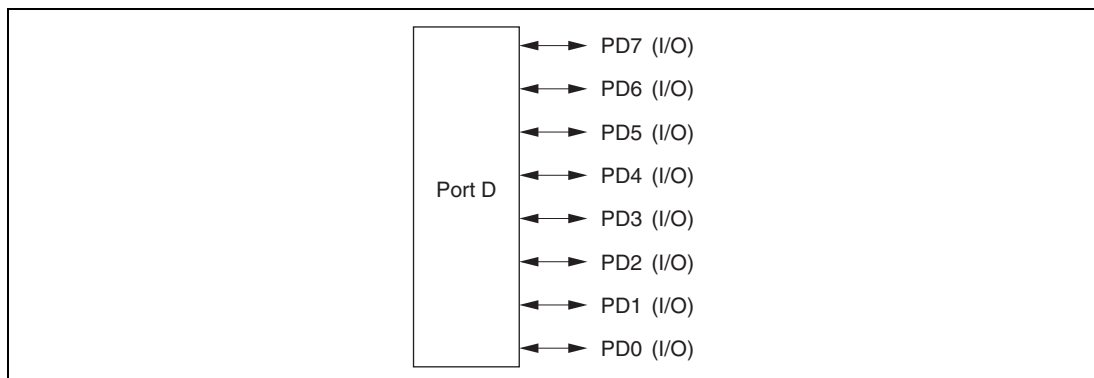 PD7 (I/O)
PD6 (I/O)
PD5 (I/O)
PD4 (I/O)
Port D
PD3 (I/O)
PD2 (I/O)
PD1 (I/O)
PD0 (I/O)